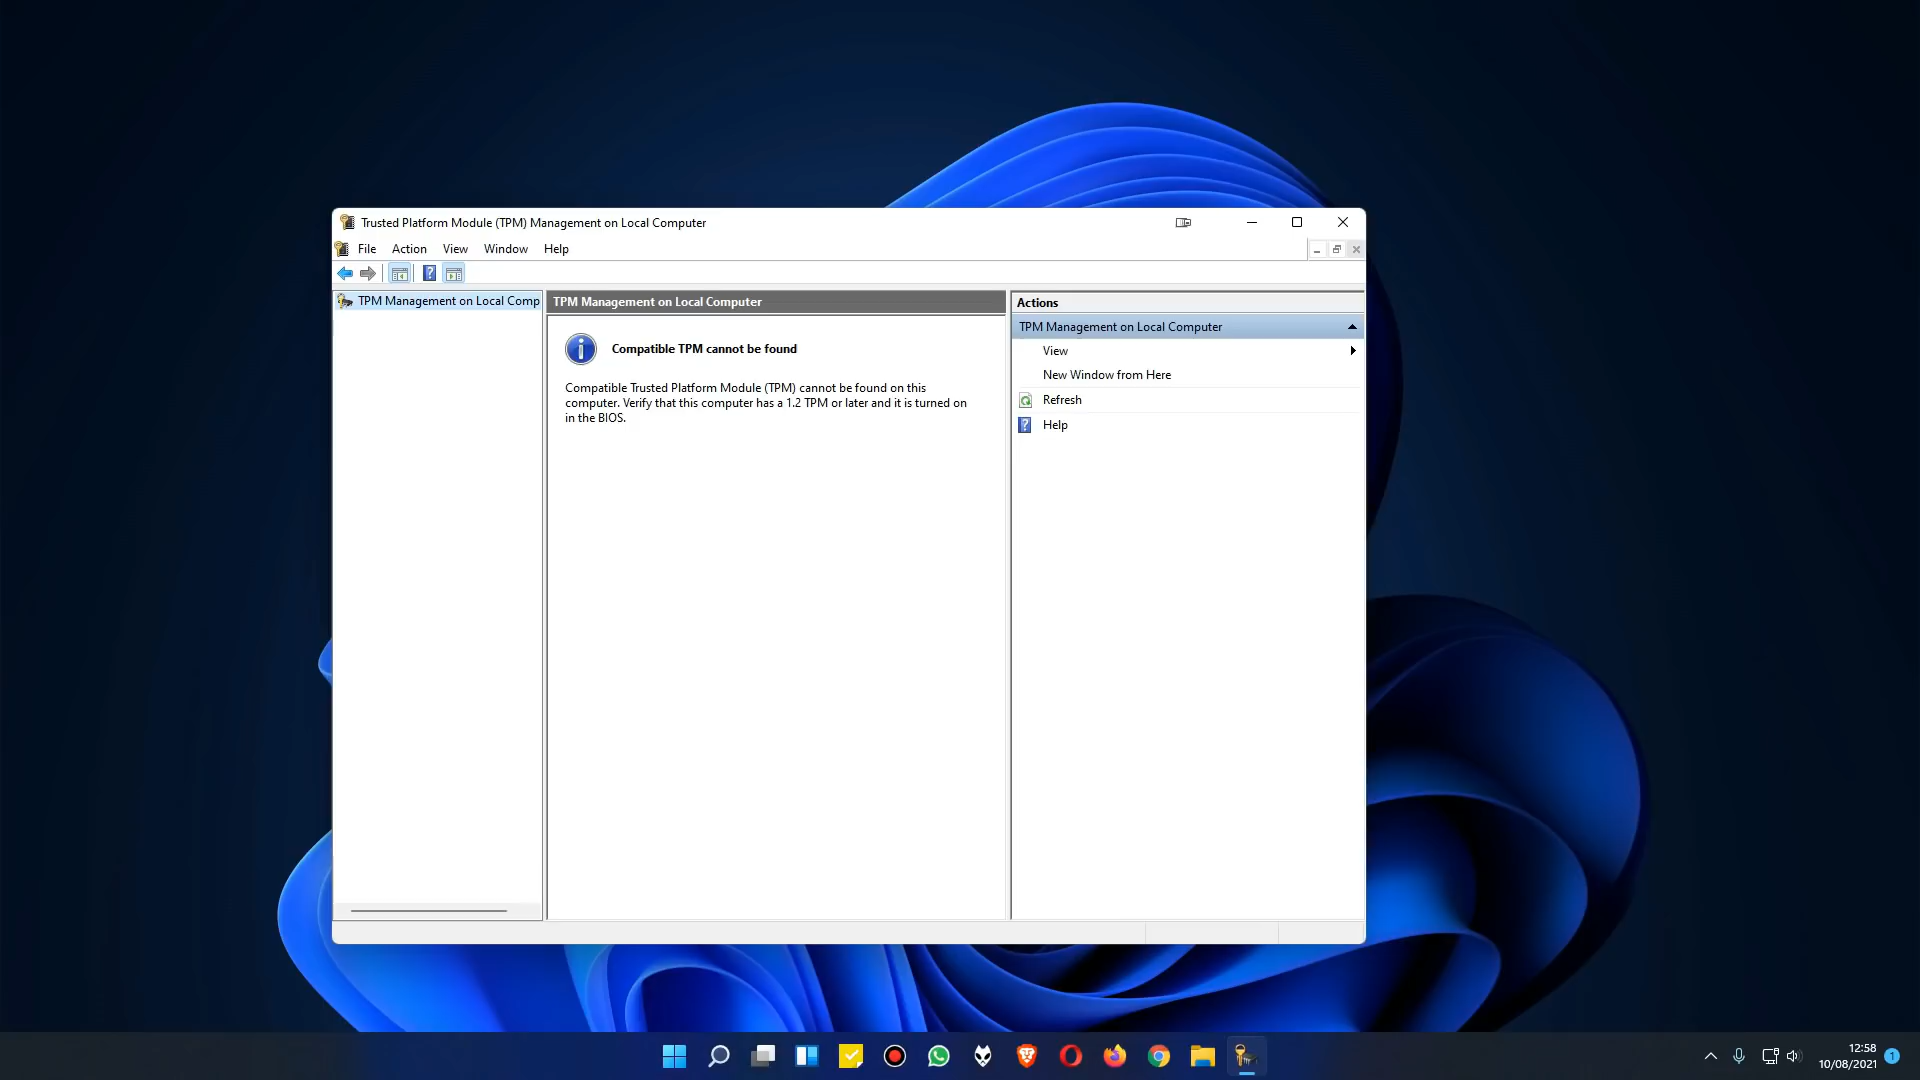 Trusted Platform Module (TPM) Management on Local Computer
File Action View Window Help
TPM Management on Local Comp
TPM Management on Local Computer
Compatible TPM cannot be found
Compatible Trusted Platform Module (TPM) cannot be found on this
computer. Verify that this computer has a 1.2 TPM or later and it is turned on
in the BIOS.
Actions
TPM Management on Local Computer
View
New Window from Here
Refresh
Help
12:58
10/08/2021
1